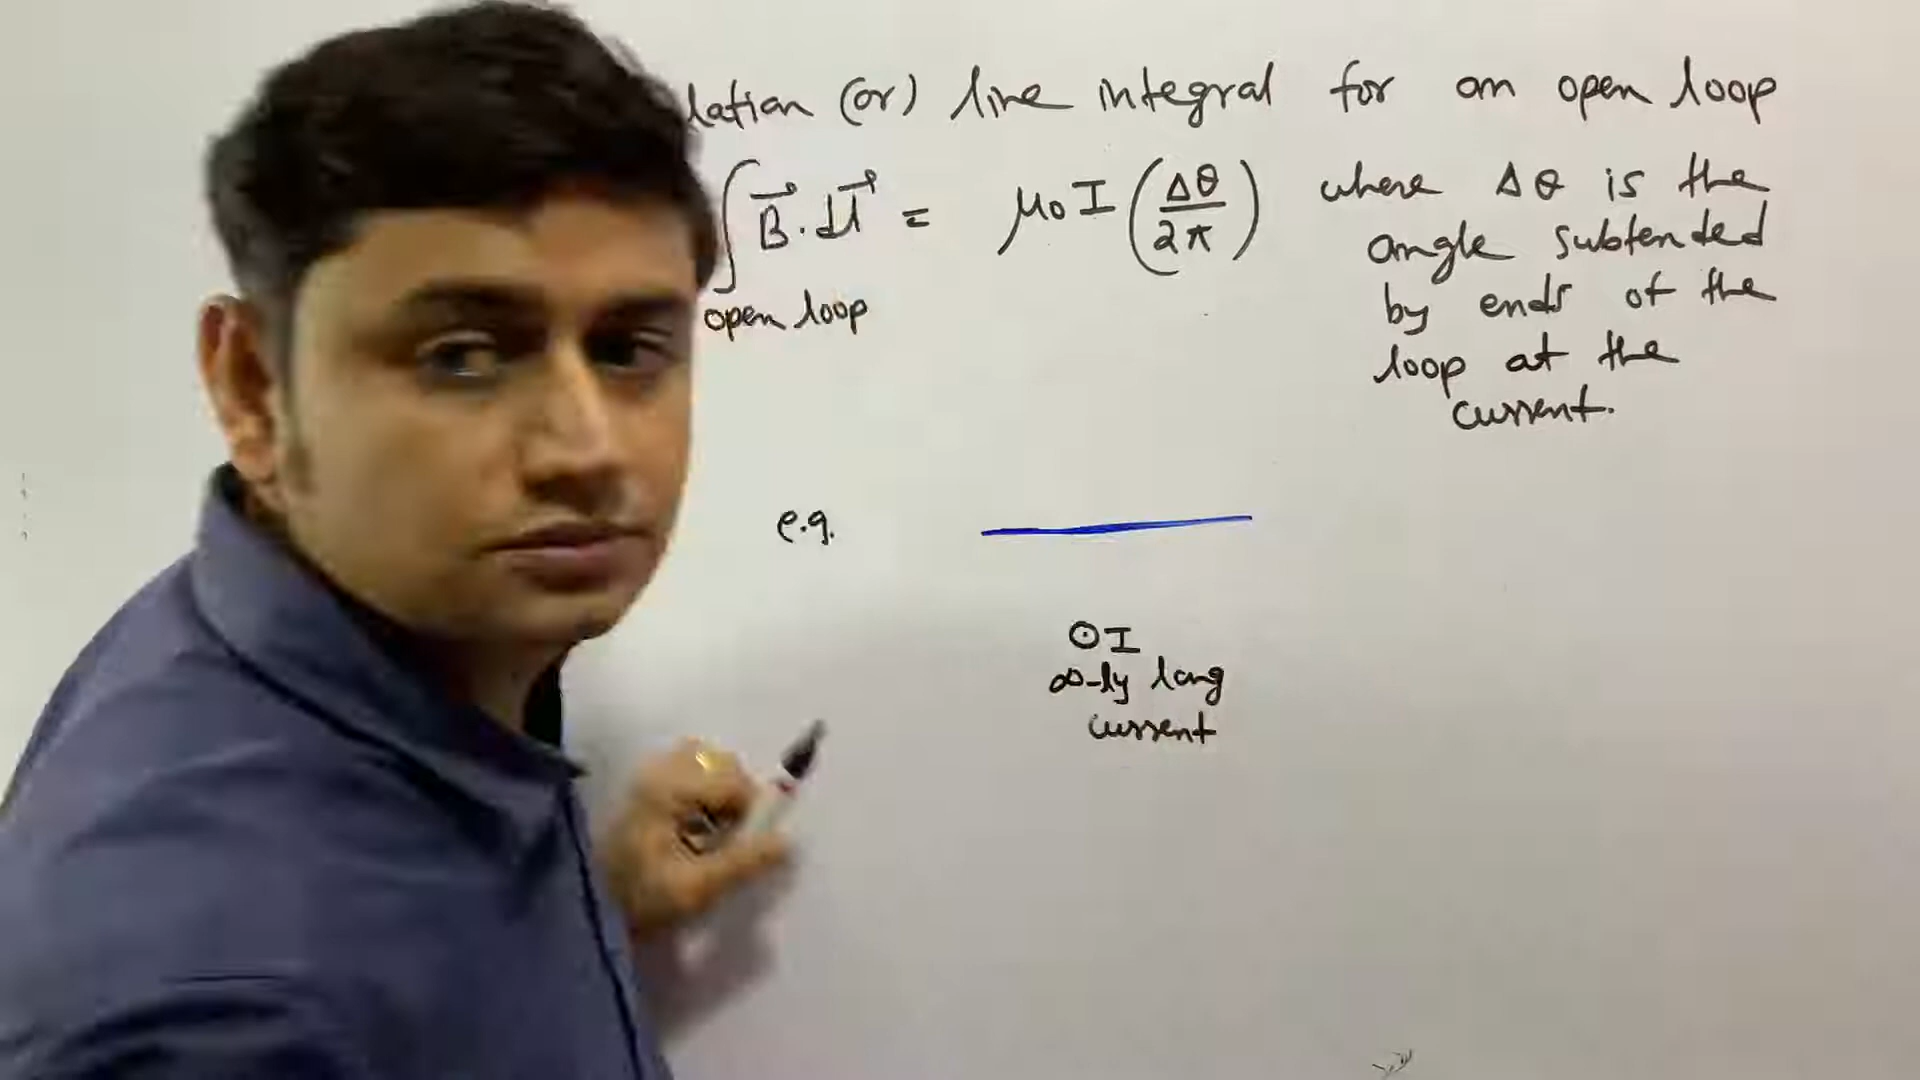 lation (or) line integral for an open loop
∫ B⃗.dl⃗ = μ₀I(Δθ/2π) where Δθ is the
open loop
angle subtended
by ends of the
loop at the
current.
e.g.
⊙I
∞-ly long
current